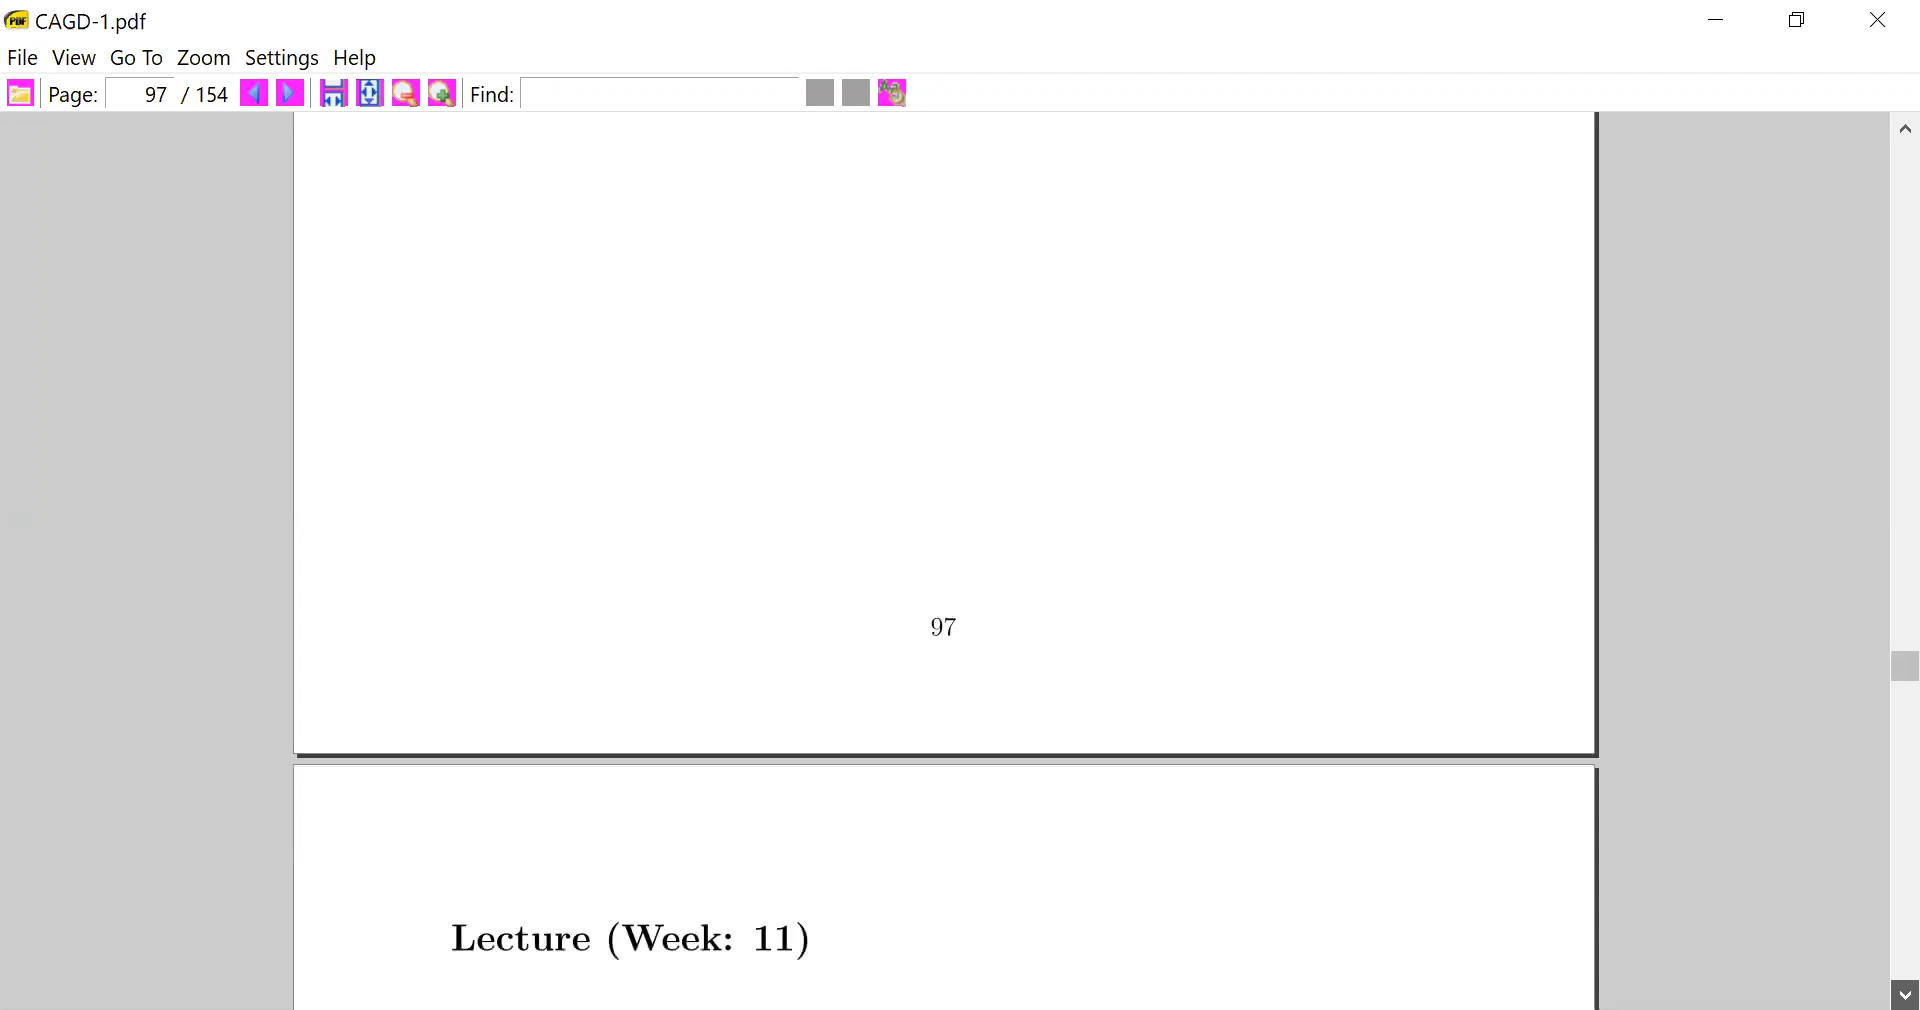 CAGD-1.pdf
File View Go To Zoom Settings Help
Page: 97 / 154 Find:
97
Lecture (Week: 11)